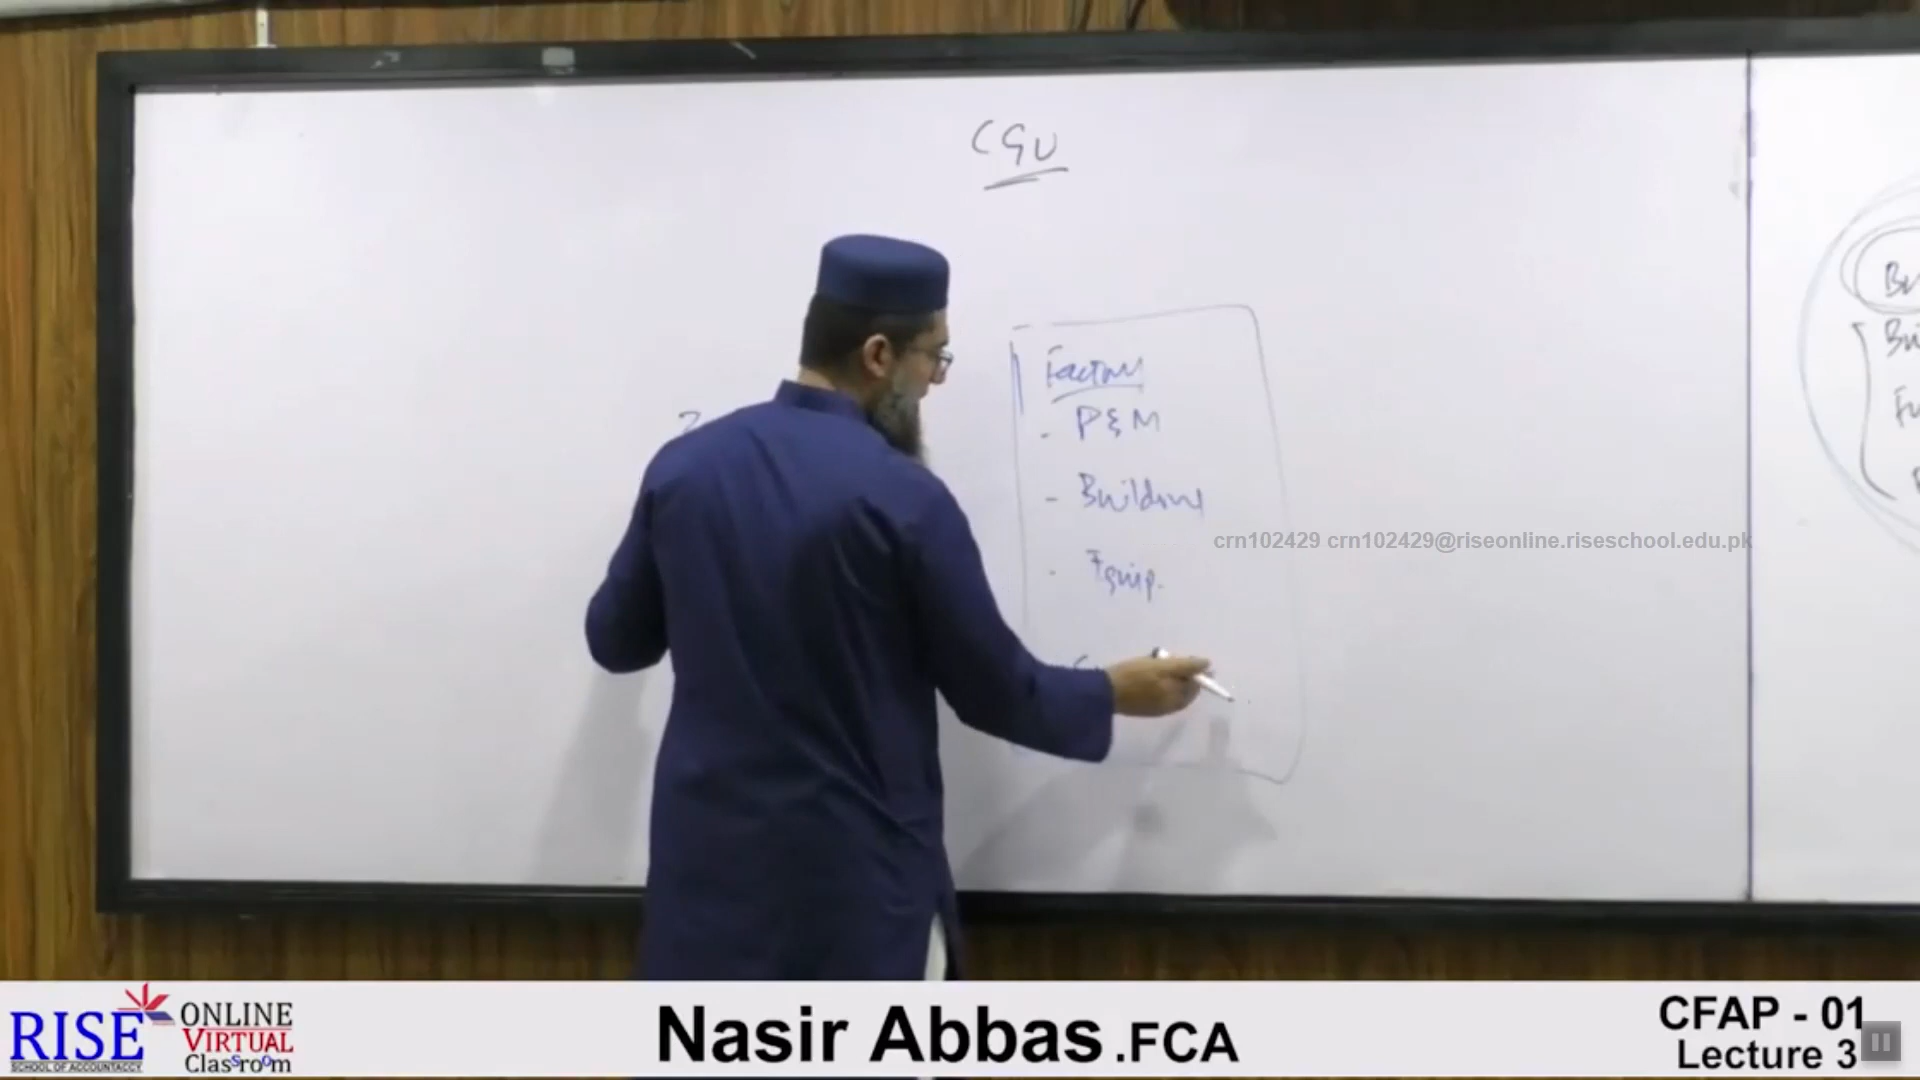 CGU
Factory
- P&M
- Building
- Equip.
crn102429 crn102429@riseonline.riseschool.edu.pk
RISE
SCHOOL OF ACCOUNTANCY
ONLINE
VIRTUAL
Classroom
Nasir Abbas .FCA
CFAP - 01
Lecture 3